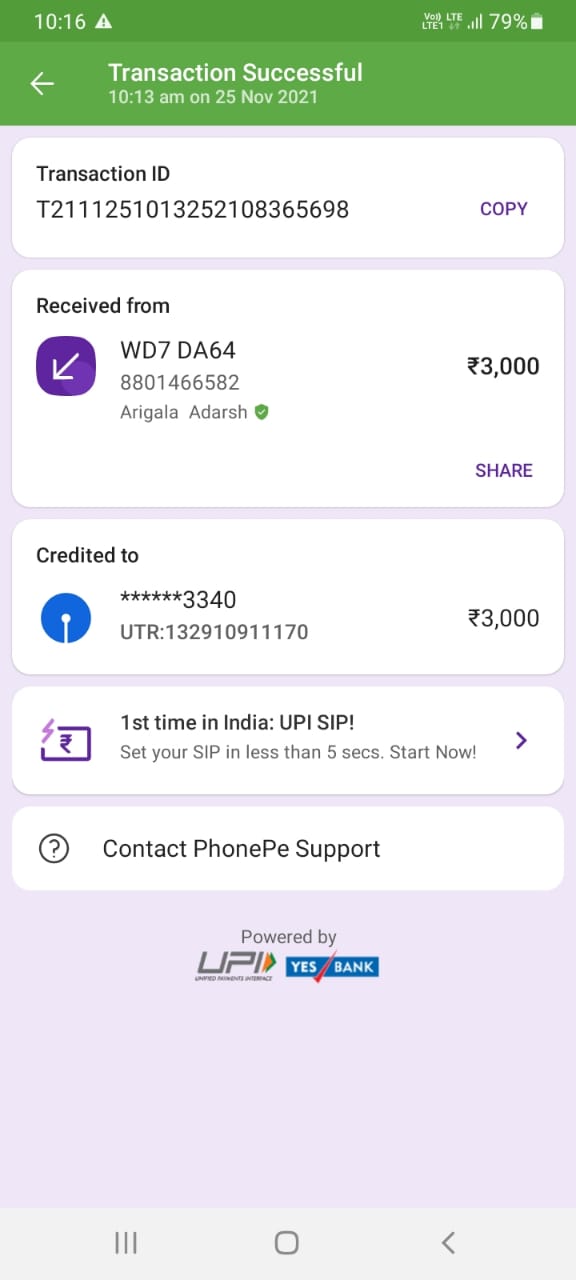 10:16
Vo)) LTE
LTE1
79%
Transaction Successful
10:13 am on 25 Nov 2021
Transaction ID
T2111251013252108365698
COPY
Received from
WD7 DA64
8801466582
Arigala Adarsh
₹3,000
SHARE
Credited to
******3340
UTR:132910911170
₹3,000
1st time in India: UPI SIP!
Set your SIP in less than 5 secs. Start Now!
Contact PhonePe Support
Powered by
UPI
UNIFIED PAYMENTS INTERFACE
YES BANK